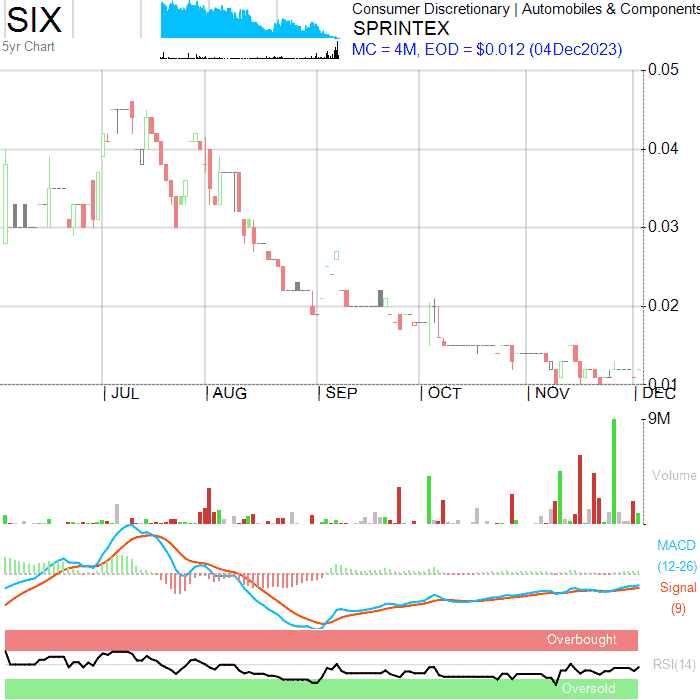 SIX
5yr Chart
Consumer Discretionary | Automobiles & Components
SPRINTEX
MC = 4M, EOD = $0.012 (04Dec2023)
0.05
0.04
0.03
0.02
0.01
JUL
AUG
SEP
OCT
NOV
DEC
9M
Volume
MACD
(12-26)
Signal
(9)
Overbought
RSI(14)
Oversold